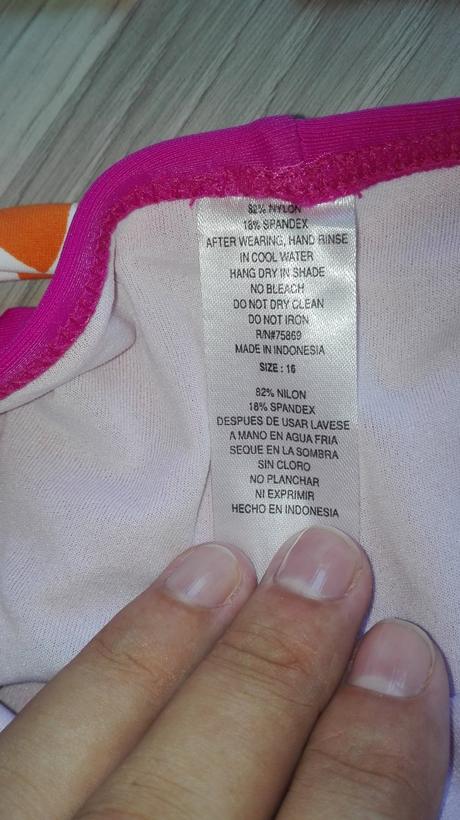 82% NYLON
18% SPANDEX
AFTER WEARING, HAND RINSE
IN COOL WATER
HANG DRY IN SHADE
NO BLEACH
DO NOT DRY CLEAN
DO NOT IRON
R/N#75869
MADE IN INDONESIA
SIZE : 16
82% NILON
18% SPANDEX
DESPUES DE USAR LAVESE
A MANO EN AGUA FRIA
SEQUE EN LA SOMBRA
SIN CLORO
NO PLANCHAR
NI EXPRIMIR
HECHO EN INDONESIA